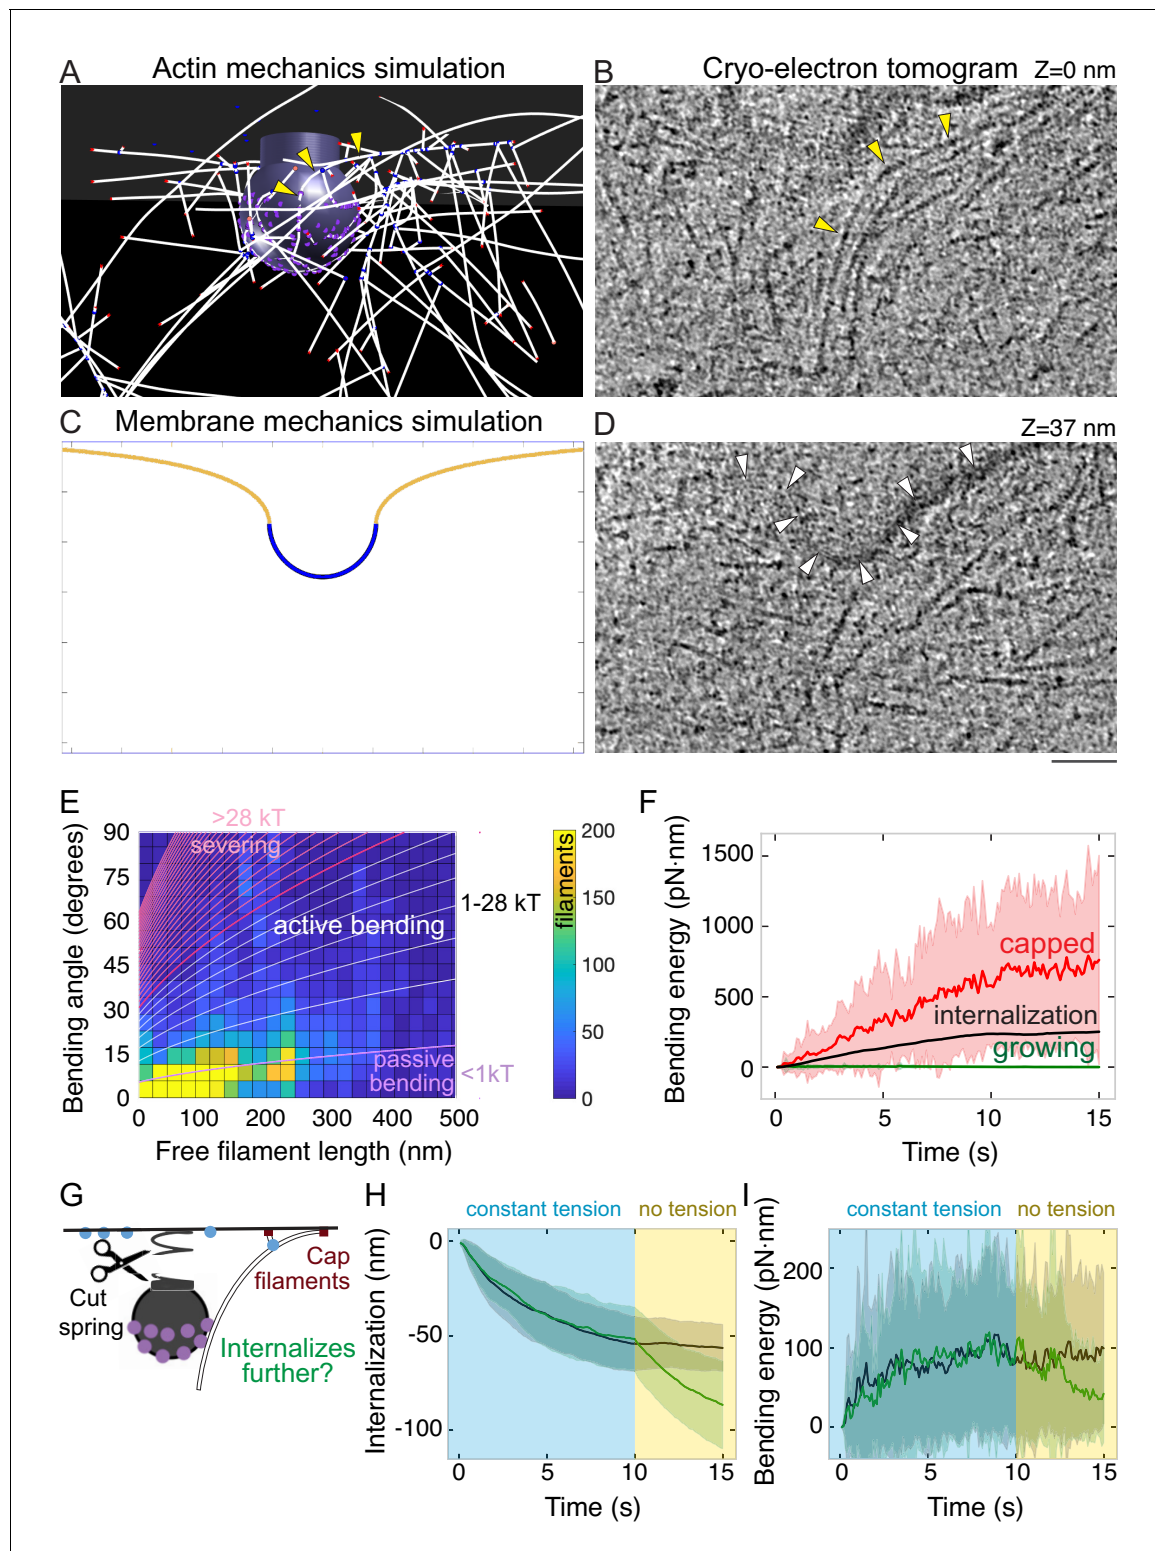 A Actin mechanics simulation
B Cryo-electron tomogram Z=0 nm
C Membrane mechanics simulation
D Z=37 nm
E
>28 kT
severing
active bending
1-28 kT
passive
bending
<1kT
Bending angle (degrees)
90
75
60
45
30
15
0
0 100 200 300 400 500
Free filament length (nm)
filaments
200
150
100
50
0
F
Bending energy (pN·nm)
1500
1000
500
0
capped
internalization
growing
0 5 10 15
Time (s)
G
Cut
spring
Cap
filaments
Internalizes
further?
H
constant tension no tension
Internalization (nm)
0
-50
-100
0 5 10 15
Time (s)
I
constant tension no tension
Bending energy (pN·nm)
200
100
0
0 5 10 15
Time (s)